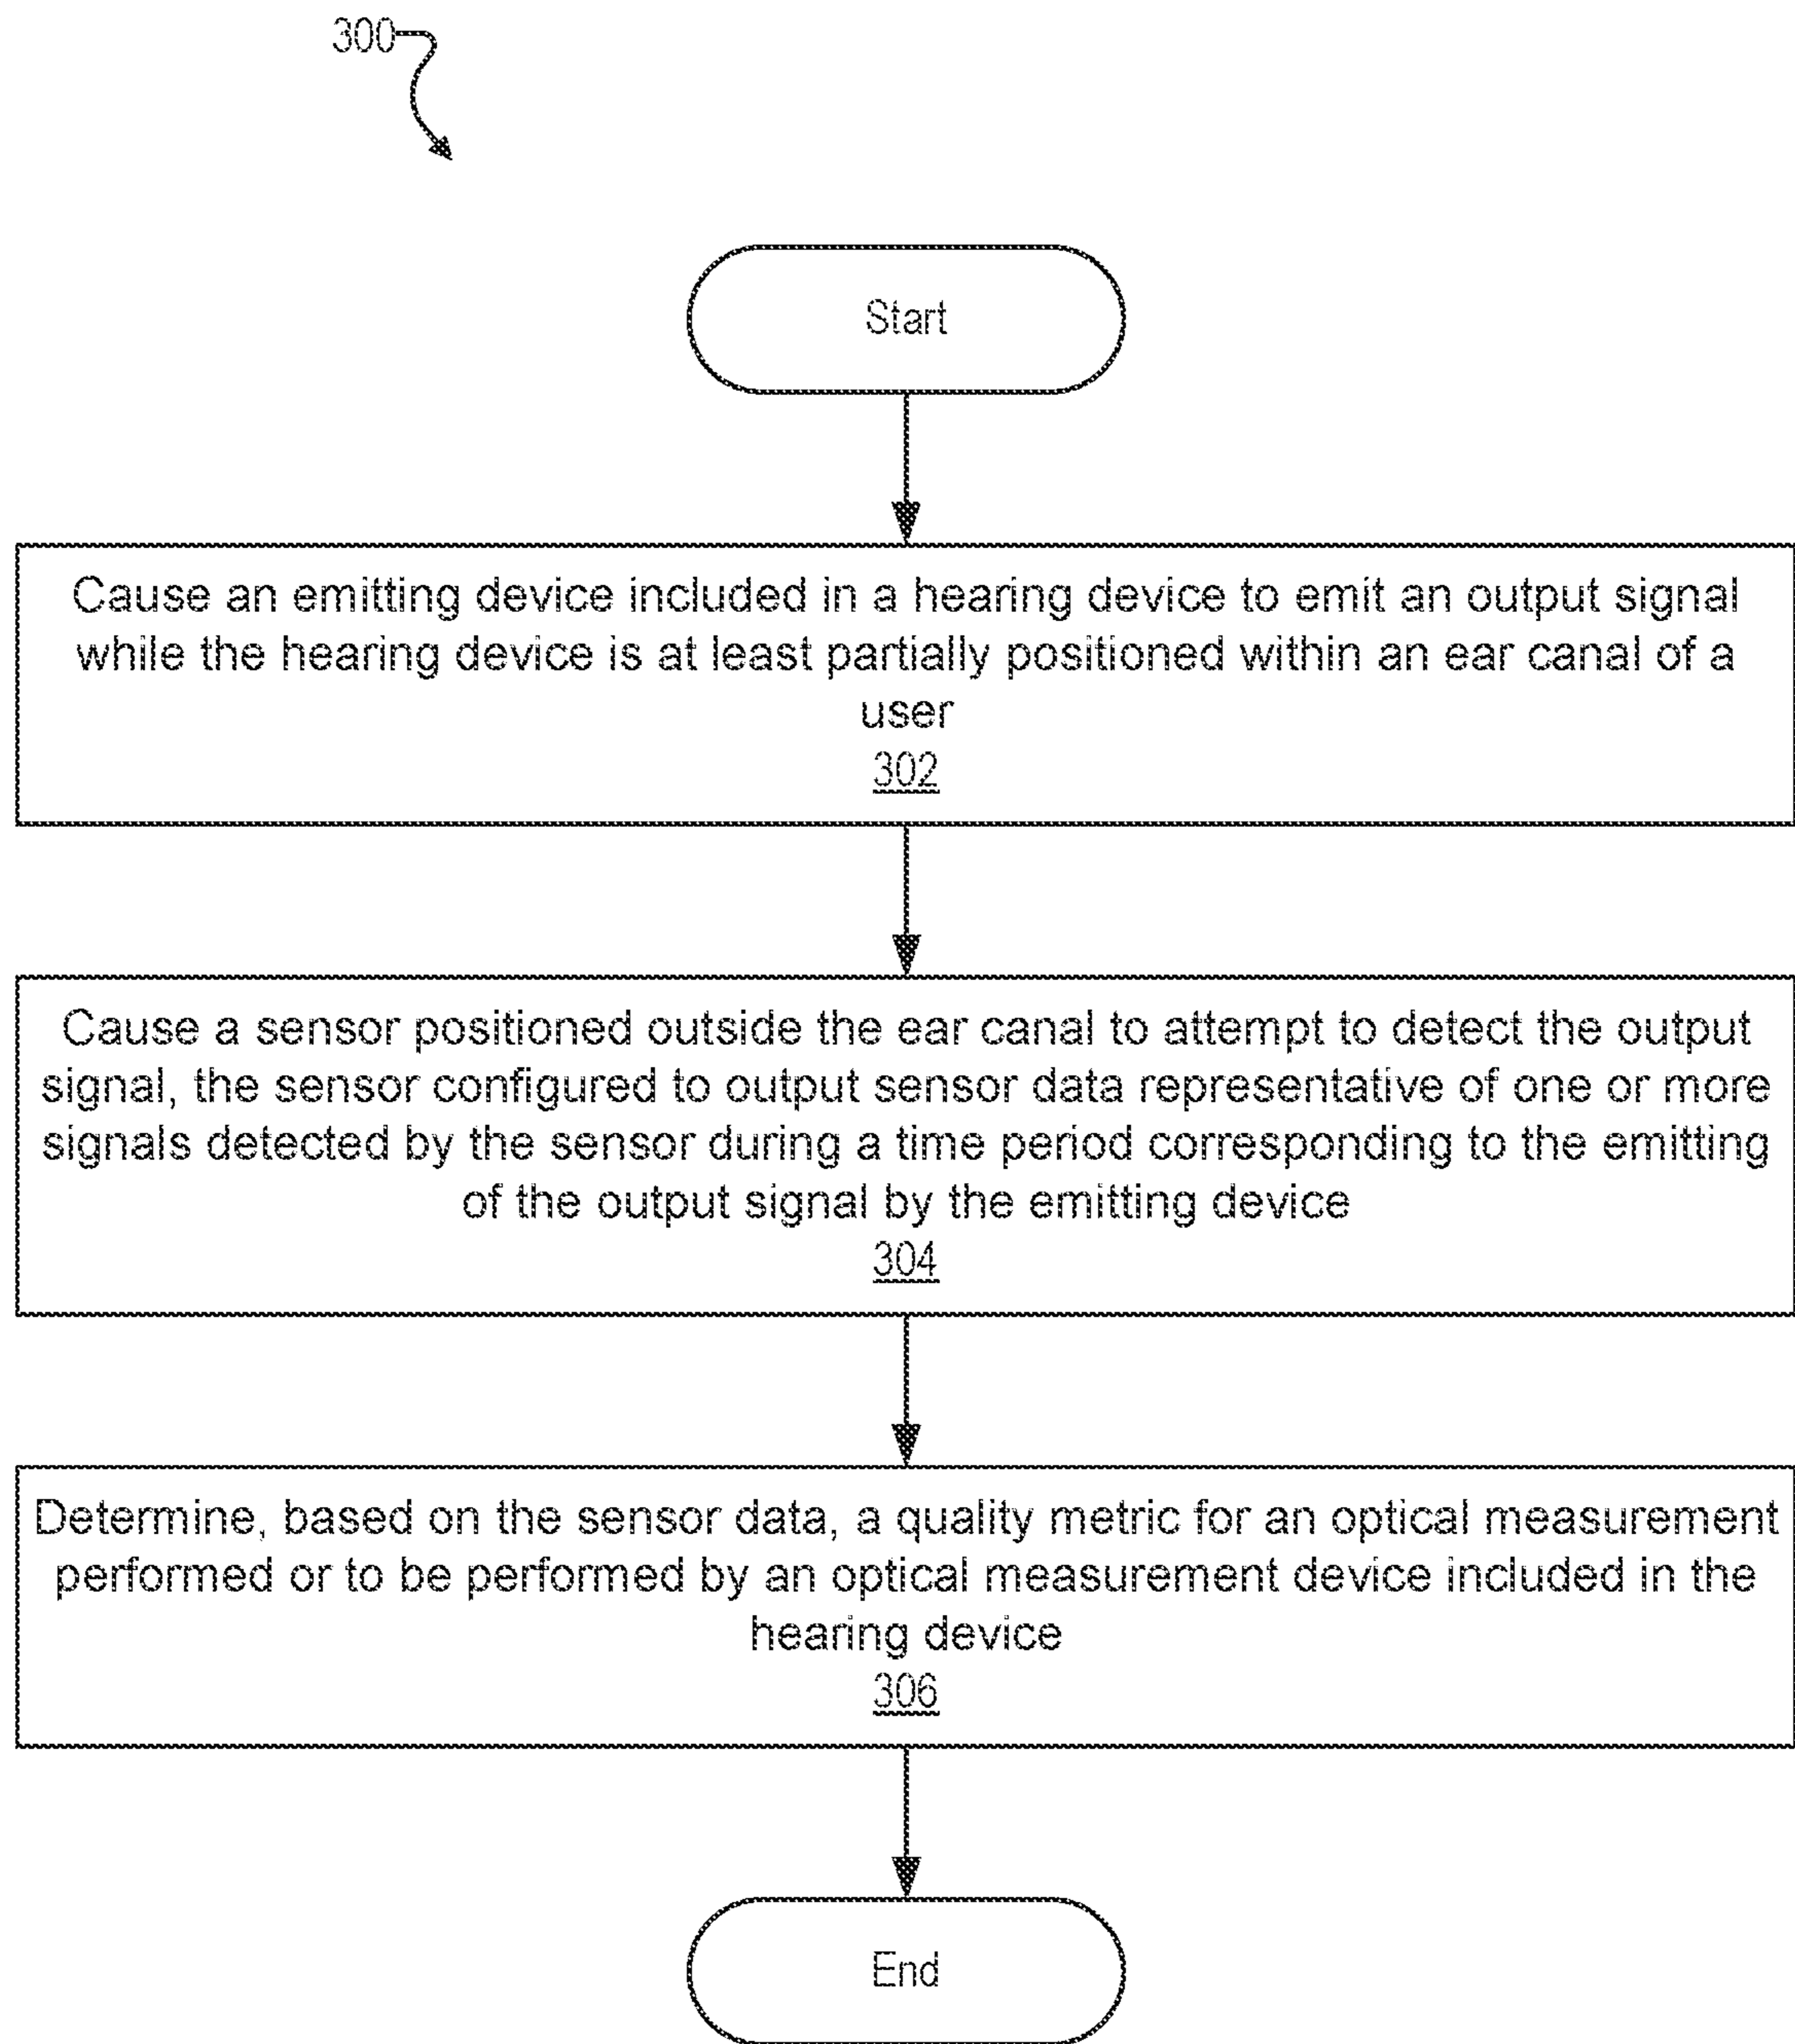 300
Start
Cause an emitting device included in a hearing device to emit an output signal
while the hearing device is at least partially positioned within an ear canal of a
user
302
Cause a sensor positioned outside the ear canal to attempt to detect the output
signal, the sensor configured to output sensor data representative of one or more
signals detected by the sensor during a time period corresponding to the emitting
of the output signal by the emitting device
304
Determine, based on the sensor data, a quality metric for an optical measurement
performed or to be performed by an optical measurement device included in the
hearing device
306
End